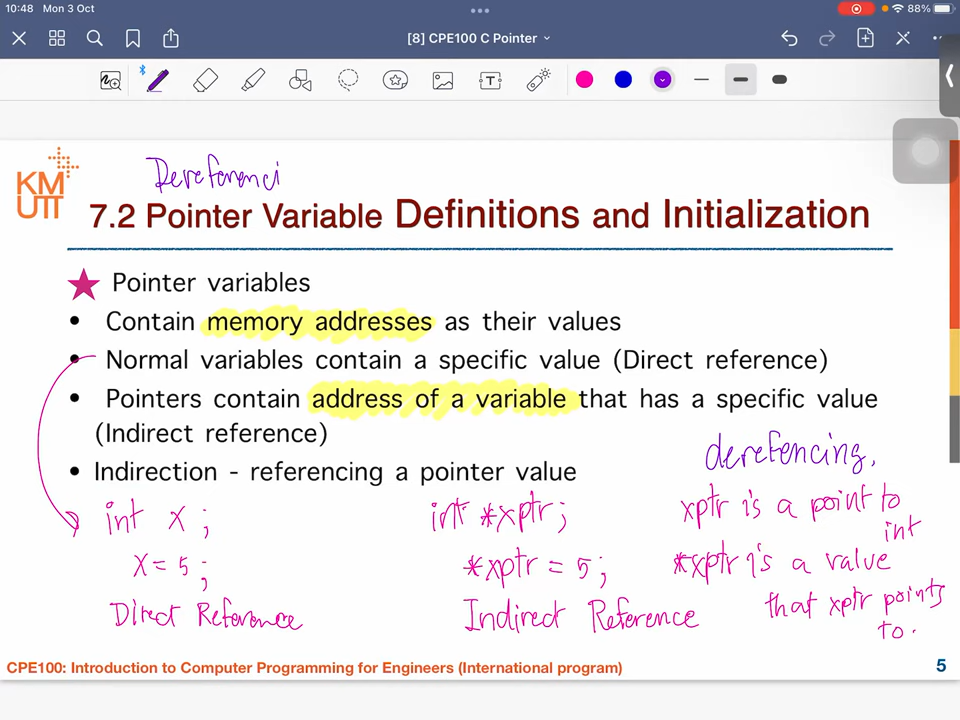 10:48 Mon 3 Oct
88%
[8] CPE100 C Pointer
T
KM
UTT
Dereferenci
7.2 Pointer Variable Definitions and Initialization
★ Pointer variables
• Contain memory addresses as their values
• Normal variables contain a specific value (Direct reference)
• Pointers contain address of a variable that has a specific value
(Indirect reference)
• Indirection - referencing a pointer value
derefencing,
int x ;
x = 5 ;
Direct Reference
int *xptr ;
*xptr = 5 ;
Indirect Reference
xptr is a point to
int
*xptr is a value
that xptr points
to.
CPE100: Introduction to Computer Programming for Engineers (International program)
5